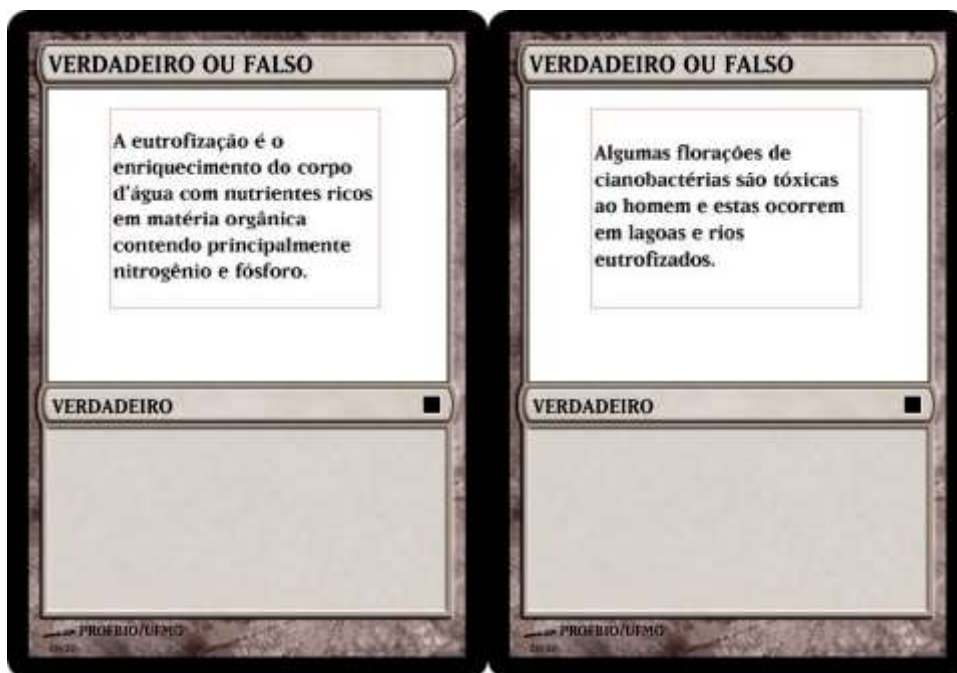 VERDADEIRO OU FALSO
A eutrofização é o
enriquecimento do corpo
d'água com nutrientes ricos
em matéria orgânica
contendo principalmente
nitrogênio e fósforo.
VERDADEIRO
PROFBIO/UFMG
VERDADEIRO OU FALSO
Algumas florações de
cianobactérias são tóxicas
ao homem e estas ocorrem
em lagoas e rios
eutrofizados.
VERDADEIRO
PROFBIO/UFMG